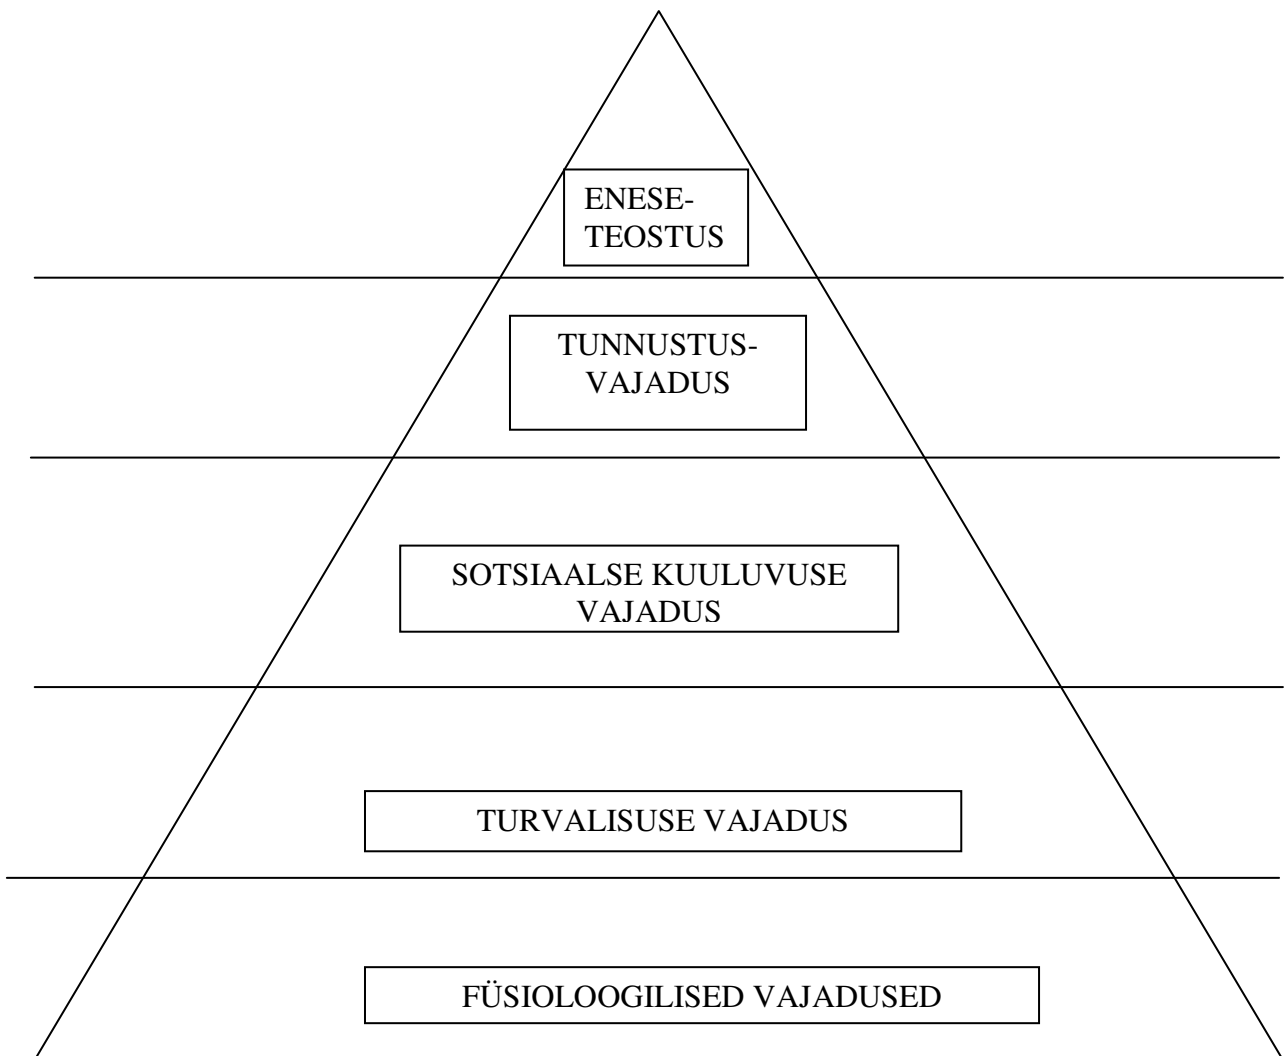 ENESE-
TEOSTUS
TUNNUSTUS-
VAJADUS
SOTSIAALSE KUULUVUSE
VAJADUS
TURVALISUSE VAJADUS
FÜSIOLOOGILISED VAJADUSED